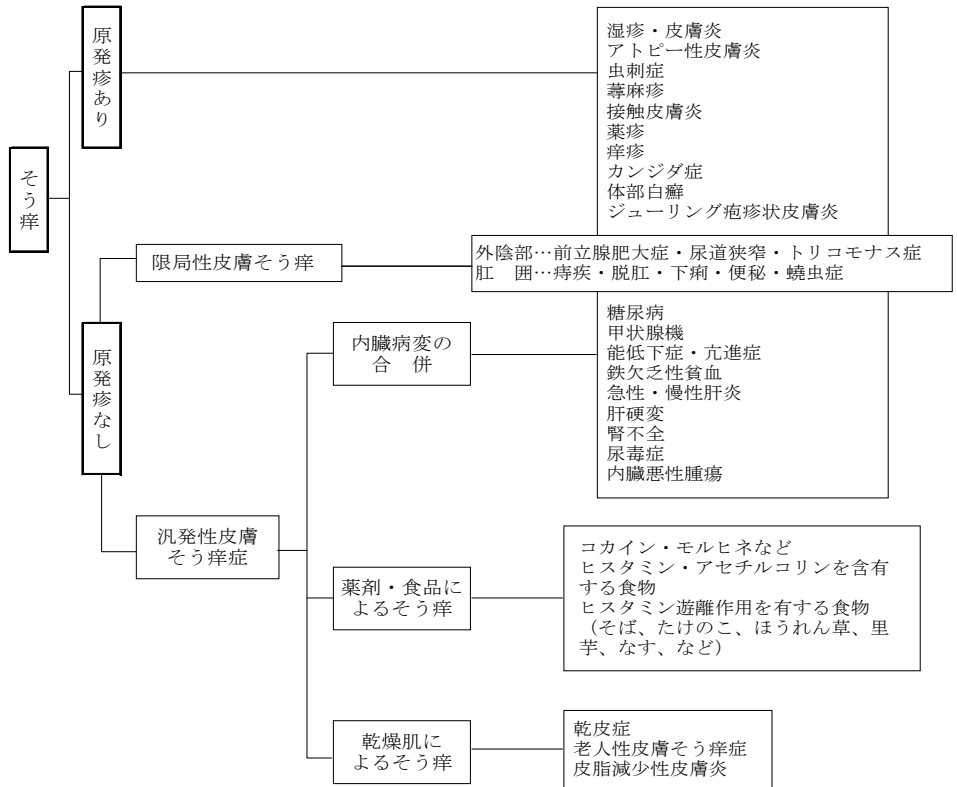 そう痒
原発疹あり
湿疹・皮膚炎
アトピー性皮膚炎
虫刺症
蕁麻疹
接触皮膚炎
薬疹
痒疹
カンジダ症
体部白癬
ジューリング疱疹状皮膚炎
原発疹なし
限局性皮膚そう痒
外陰部…前立腺肥大症・尿道狭窄・トリコモナス症
肛　囲…痔疾・脱肛・下痢・便秘・蟯虫症
汎発性皮膚
そう痒症
内臓病変の
合　併
糖尿病
甲状腺機
能低下症・亢進症
鉄欠乏性貧血
急性・慢性肝炎
肝硬変
腎不全
尿毒症
内臓悪性腫瘍
薬剤・食品に
よるそう痒
コカイン・モルヒネなど
ヒスタミン・アセチルコリンを含有
する食物
ヒスタミン遊離作用を有する食物
（そば、たけのこ、ほうれん草、里
芋、なす、など）
乾燥肌に
よるそう痒
乾皮症
老人性皮膚そう痒症
皮脂減少性皮膚炎